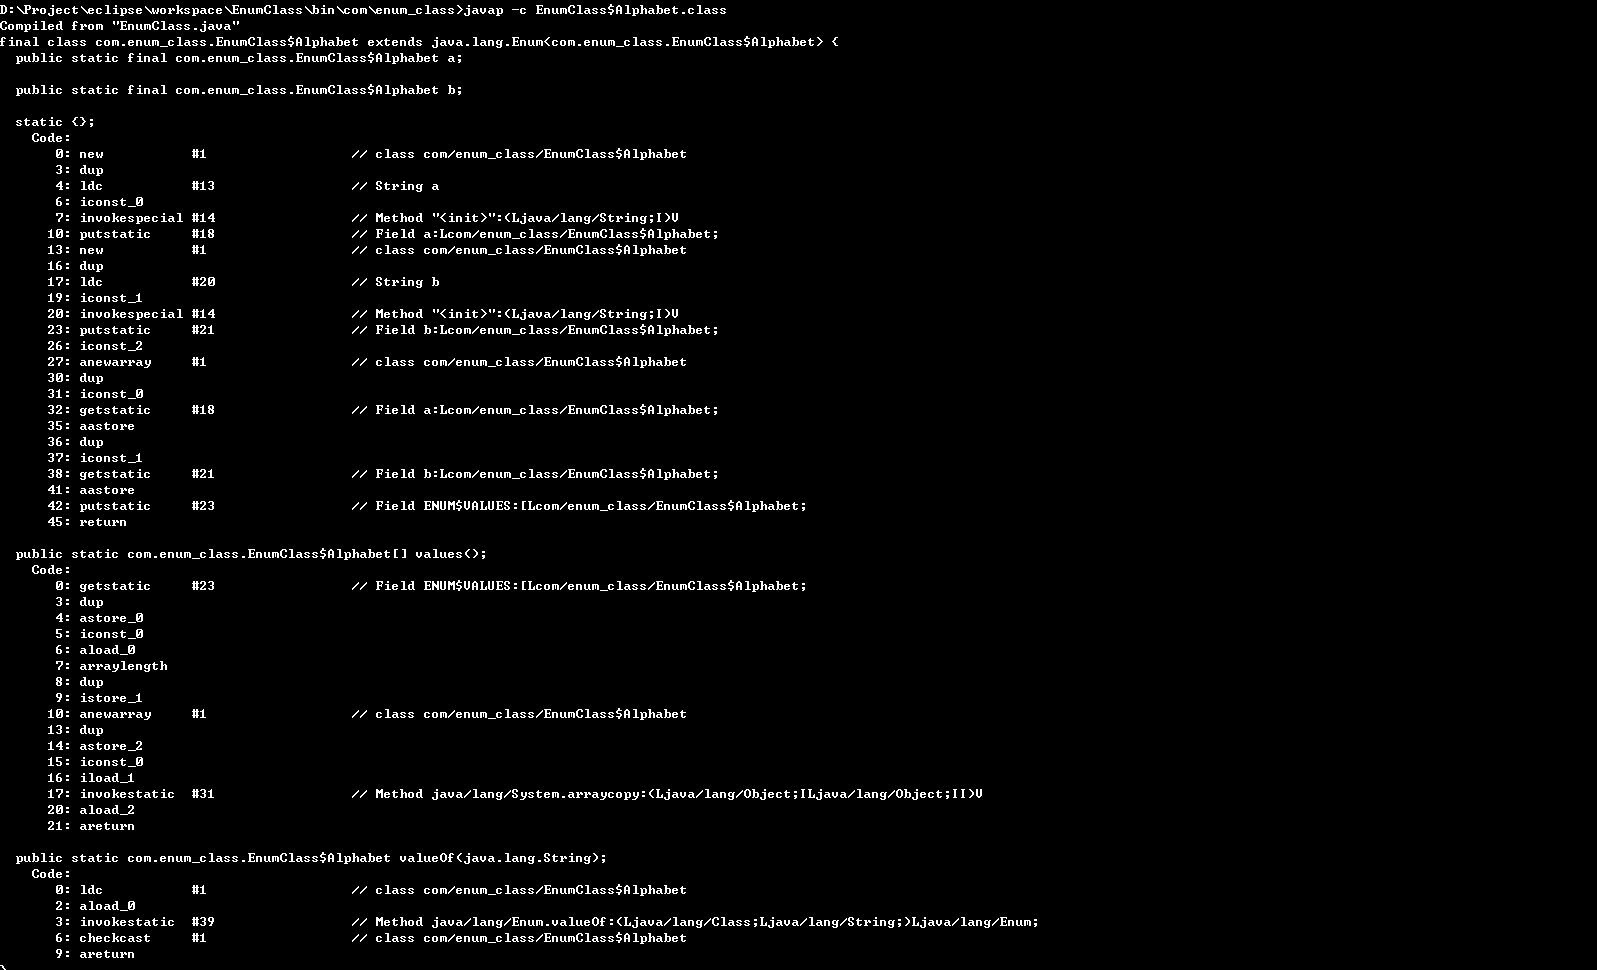 D:\Project\eclipse\workspace\EnumClass\bin\com\enum_class>javap -c EnumClass$Alphabet.class
Compiled from "EnumClass.java"
final class com.enum_class.EnumClass$Alphabet extends java.lang.Enum<com.enum_class.EnumClass$Alphabet> {
  public static final com.enum_class.EnumClass$Alphabet a;
  public static final com.enum_class.EnumClass$Alphabet b;
  static {};
    Code:
       0: new           #1                  // class com/enum_class/EnumClass$Alphabet
       3: dup
       4: ldc           #13                 // String a
       6: iconst_0
       7: invokespecial #14                 // Method "<init>":(Ljava/lang/String;I)V
      10: putstatic     #18                 // Field a:Lcom/enum_class/EnumClass$Alphabet;
      13: new           #1                  // class com/enum_class/EnumClass$Alphabet
      16: dup
      17: ldc           #20                 // String b
      19: iconst_1
      20: invokespecial #14                 // Method "<init>":(Ljava/lang/String;I)V
      23: putstatic     #21                 // Field b:Lcom/enum_class/EnumClass$Alphabet;
      26: iconst_2
      27: anewarray     #1                  // class com/enum_class/EnumClass$Alphabet
      30: dup
      31: iconst_0
      32: getstatic     #18                 // Field a:Lcom/enum_class/EnumClass$Alphabet;
      35: aastore
      36: dup
      37: iconst_1
      38: getstatic     #21                 // Field b:Lcom/enum_class/EnumClass$Alphabet;
      41: aastore
      42: putstatic     #23                 // Field ENUM$VALUES:[Lcom/enum_class/EnumClass$Alphabet;
      45: return
  public static com.enum_class.EnumClass$Alphabet[] values();
    Code:
       0: getstatic     #23                 // Field ENUM$VALUES:[Lcom/enum_class/EnumClass$Alphabet;
       3: dup
       4: astore_0
       5: iconst_0
       6: aload_0
       7: arraylength
       8: dup
       9: istore_1
      10: anewarray     #1                  // class com/enum_class/EnumClass$Alphabet
      13: dup
      14: astore_2
      15: iconst_0
      16: iload_1
      17: invokestatic  #31                 // Method java/lang/System.arraycopy:(Ljava/lang/Object;ILjava/lang/Object;II)V
      20: aload_2
      21: areturn
  public static com.enum_class.EnumClass$Alphabet valueOf(java.lang.String);
    Code:
       0: ldc           #1                  // class com/enum_class/EnumClass$Alphabet
       2: aload_0
       3: invokestatic  #39                 // Method java/lang/Enum.valueOf:(Ljava/lang/Class;Ljava/lang/String;)Ljava/lang/Enum;
       6: checkcast     #1                  // class com/enum_class/EnumClass$Alphabet
       9: areturn